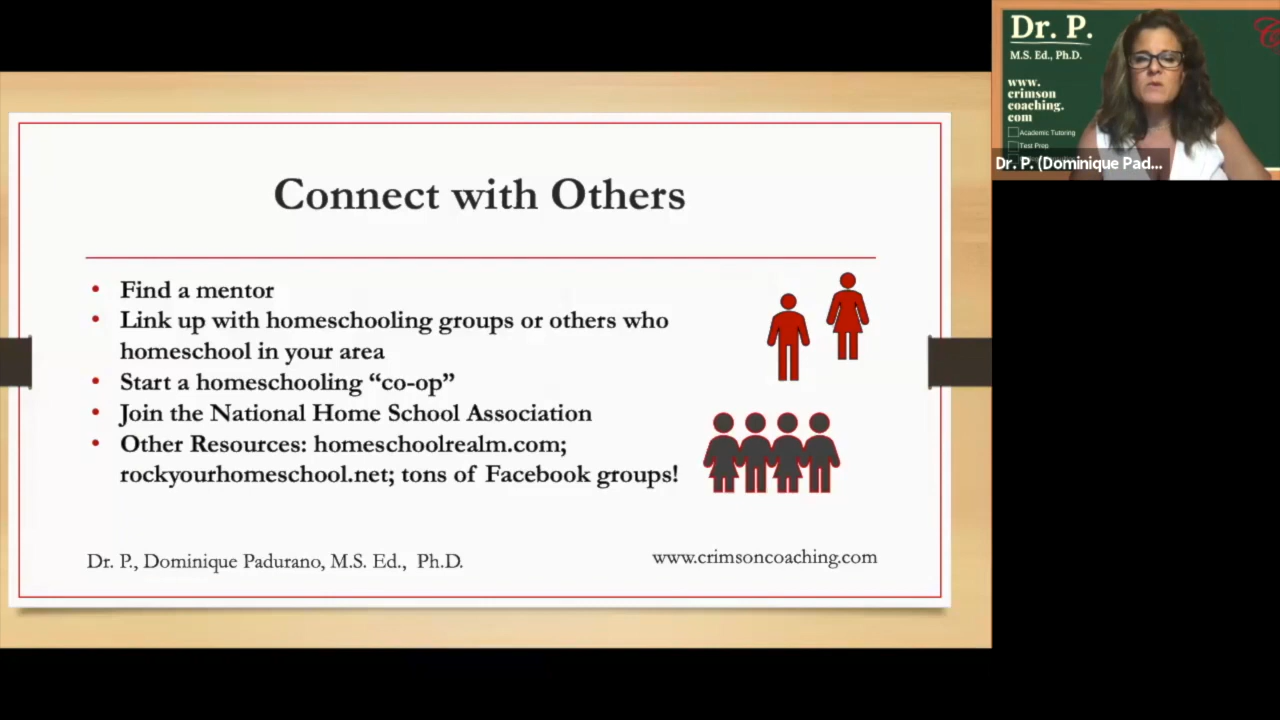 Connect with Others
• Find a mentor
• Link up with homeschooling groups or others who
homeschool in your area
• Start a homeschooling “co-op”
• Join the National Home School Association
• Other Resources: homeschoolrealm.com;
rockyourhomeschool.net; tons of Facebook groups!
Dr. P., Dominique Padurano, M.S. Ed., Ph.D.
www.crimsoncoaching.com
Dr. P.
M.S. Ed., Ph.D.
www.
crimson
coaching.
com
Academic Tutoring
Test Prep
Dr. P. (Dominique Pad...